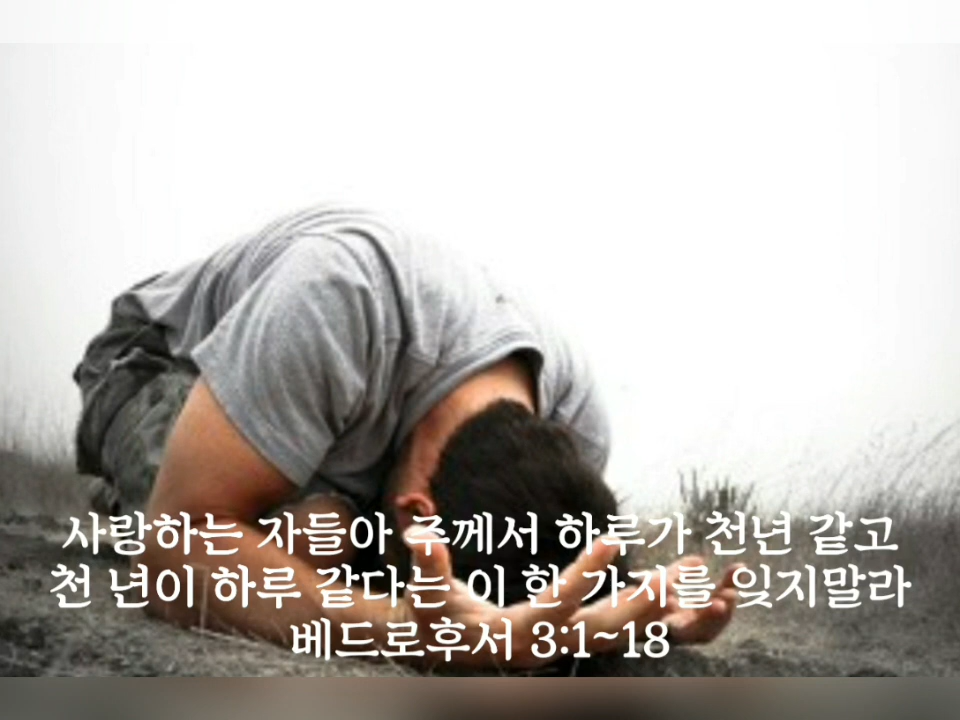 사랑하는 자들아 주께서 하루가 천년 같고
천 년이 하루 같다는 이 한 가지를 잊지말라
베드로후서 3:1~18